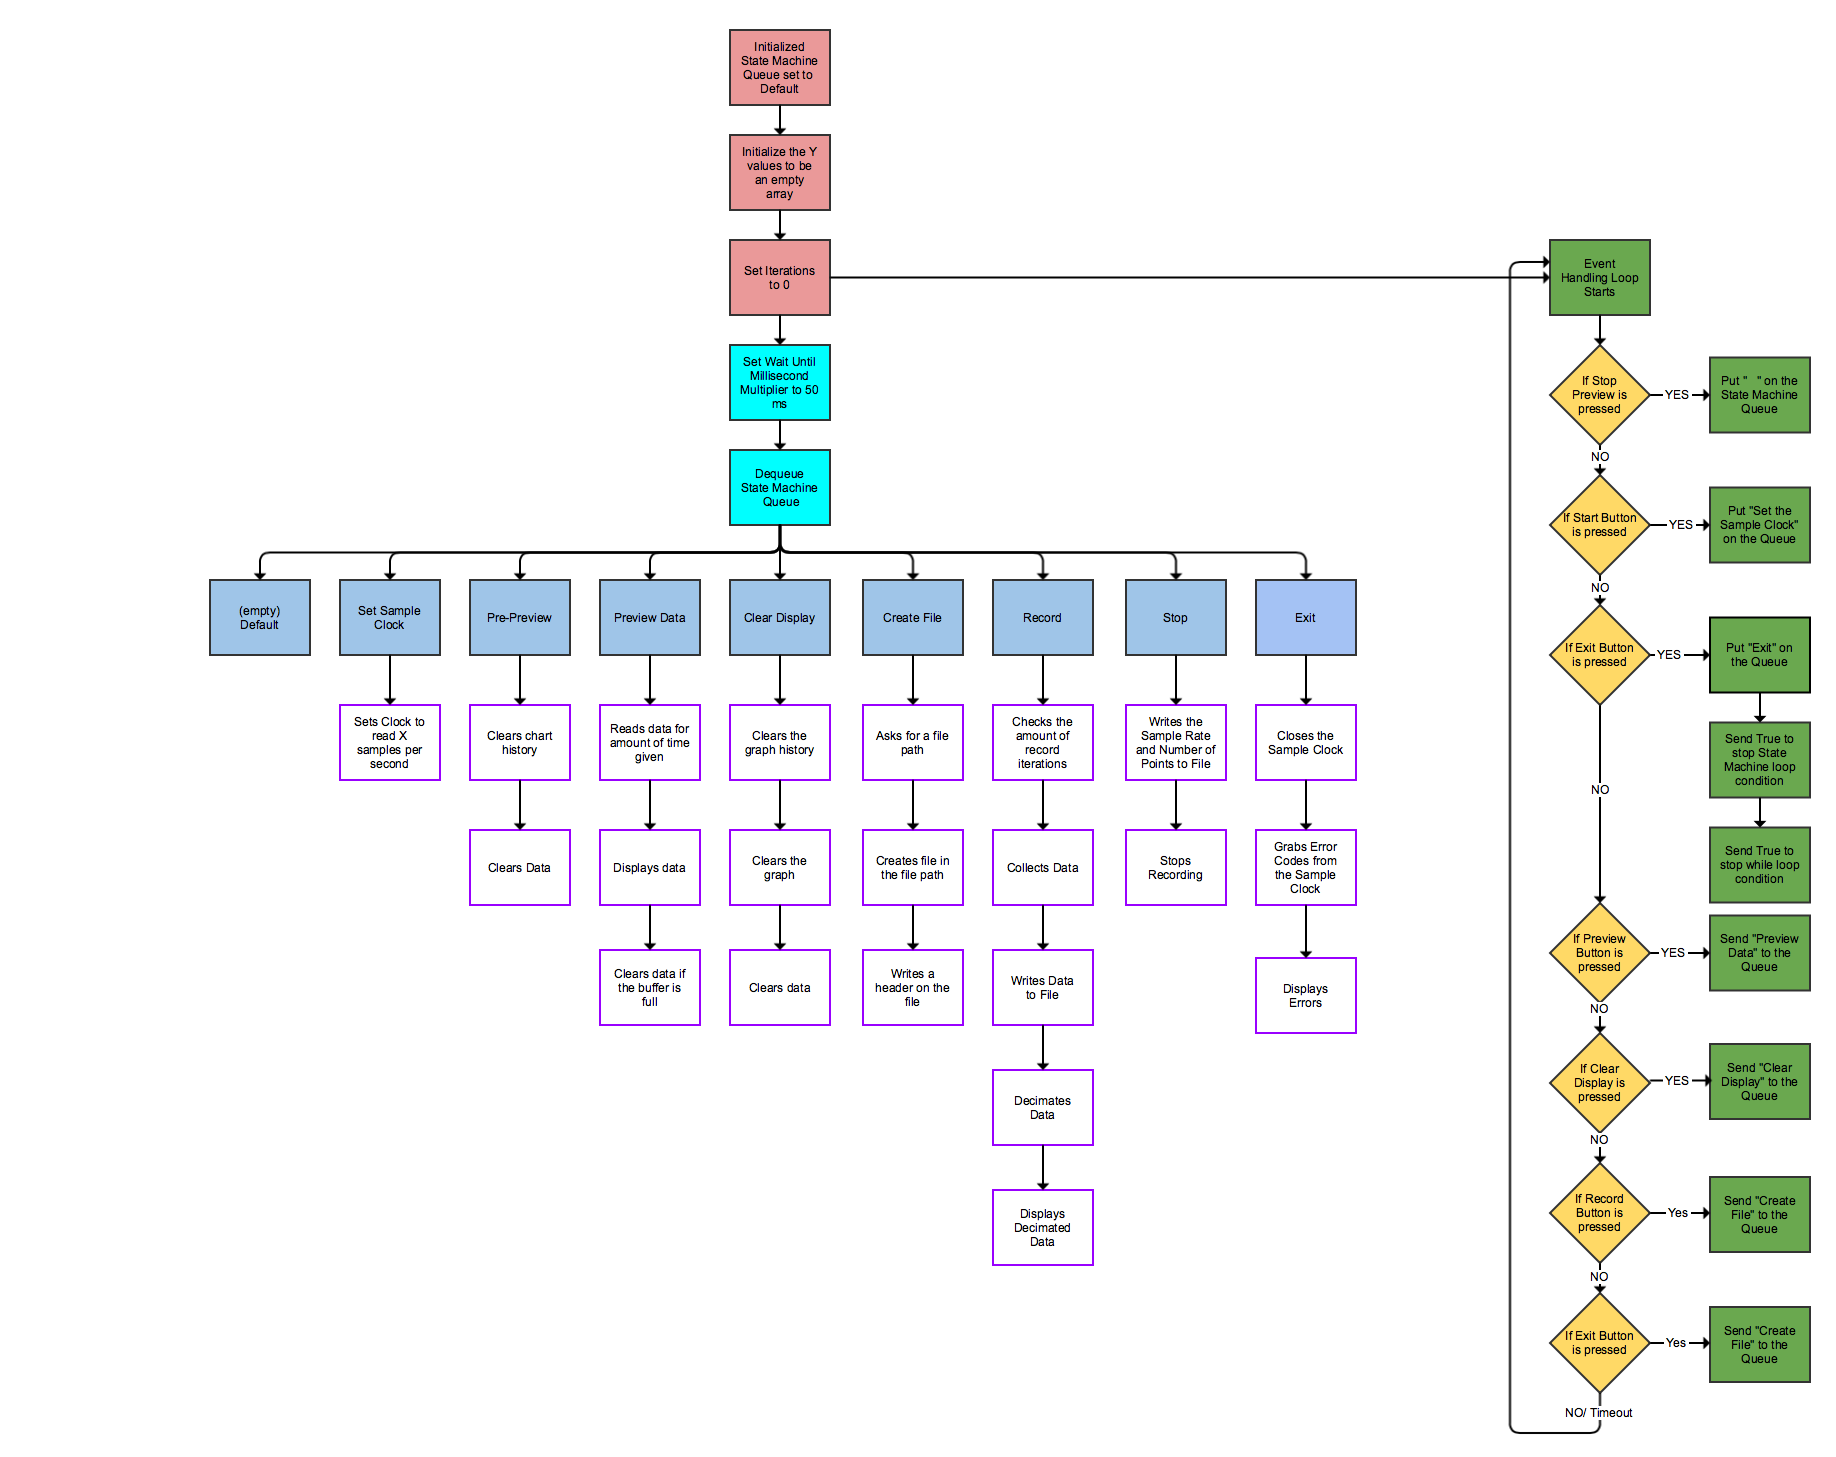 Initialized
State Machine
Queue set to
Default
Initialize the Y
values to be
an empty
array
Set Iterations
to 0
Set Wait Until
Millisecond
Multiplier to 50
ms
Dequeue
State Machine
Queue
(empty)
Default
Set Sample
Clock
Sets Clock to
read X
samples per
second
Pre-Preview
Clears chart
history
Clears Data
Preview Data
Reads data for
amount of time
given
Displays data
Clears data if
the buffer is
full
Clear Display
Clears the
graph history
Clears the
graph
Clears data
Create File
Asks for a file
path
Creates file in
the file path
Writes a
header on the
file
Record
Checks the
amount of
record
iterations
Collects Data
Writes Data
to File
Decimates
Data
Displays
Decimated
Data
Stop
Writes the
Sample Rate
and Number of
Points to File
Stops
Recording
Exit
Closes the
Sample Clock
Grabs Error
Codes from
the Sample
Clock
Displays
Errors
Event
Handling Loop
Starts
If Stop
Preview is
pressed
YES
Put "   " on the
State Machine
Queue
NO
If Start Button
is pressed
YES
Put "Set the
Sample Clock"
on the Queue
NO
If Exit Button
is pressed
YES
Put "Exit" on
the Queue
Send True to
stop State
Machine loop
condition
Send True to
stop while loop
condition
NO
If Preview
Button is
pressed
YES
Send "Preview
Data" to the
Queue
NO
If Clear
Display is
pressed
YES
Send "Clear
Display" to the
Queue
NO
If Record
Button is
pressed
Yes
Send "Create
File" to the
Queue
NO
If Exit Button
is pressed
Yes
Send "Create
File" to the
Queue
NO/ Timeout